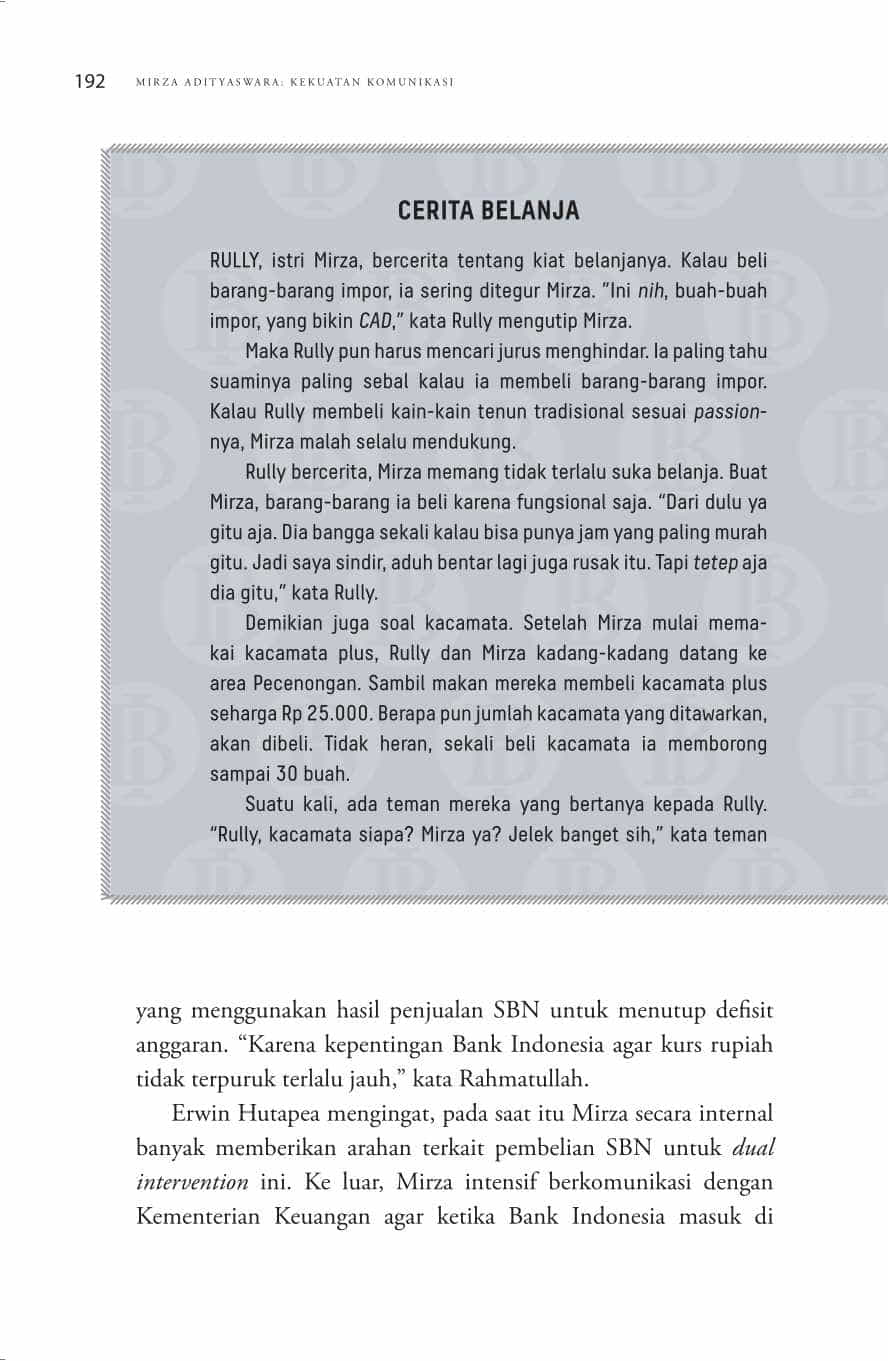 192 MIRZA ADITYASWARA: KEKUATAN KOMUNIKASI
CERITA BELANJA
RULLY, istri Mirza, bercerita tentang kiat belanjanya. Kalau beli
barang-barang impor, ia sering ditegur Mirza. "Ini nih, buah-buah
impor, yang bikin CAD," kata Rully mengutip Mirza.
Maka Rully pun harus mencari jurus menghindar. Ia paling tahu
suaminya paling sebal kalau ia membeli barang-barang impor.
Kalau Rully membeli kain-kain tenun tradisional sesuai passion-
nya, Mirza malah selalu mendukung.
Rully bercerita, Mirza memang tidak terlalu suka belanja. Buat
Mirza, barang-barang ia beli karena fungsional saja. “Dari dulu ya
gitu aja. Dia bangga sekali kalau bisa punya jam yang paling murah
gitu. Jadi saya sindir, aduh bentar lagi juga rusak itu. Tapi tetep aja
dia gitu,” kata Rully.
Demikian juga soal kacamata. Setelah Mirza mulai mema-
kai kacamata plus, Rully dan Mirza kadang-kadang datang ke
area Pecenongan. Sambil makan mereka membeli kacamata plus
seharga Rp 25.000. Berapa pun jumlah kacamata yang ditawarkan,
akan dibeli. Tidak heran, sekali beli kacamata ia memborong
sampai 30 buah.
Suatu kali, ada teman mereka yang bertanya kepada Rully.
“Rully, kacamata siapa? Mirza ya? Jelek banget sih,” kata teman
yang menggunakan hasil penjualan SBN untuk menutup defisit
anggaran. “Karena kepentingan Bank Indonesia agar kurs rupiah
tidak terpuruk terlalu jauh,” kata Rahmatullah.
Erwin Hutapea mengingat, pada saat itu Mirza secara internal
banyak memberikan arahan terkait pembelian SBN untuk dual
intervention ini. Ke luar, Mirza intensif berkomunikasi dengan
Kementerian Keuangan agar ketika Bank Indonesia masuk di